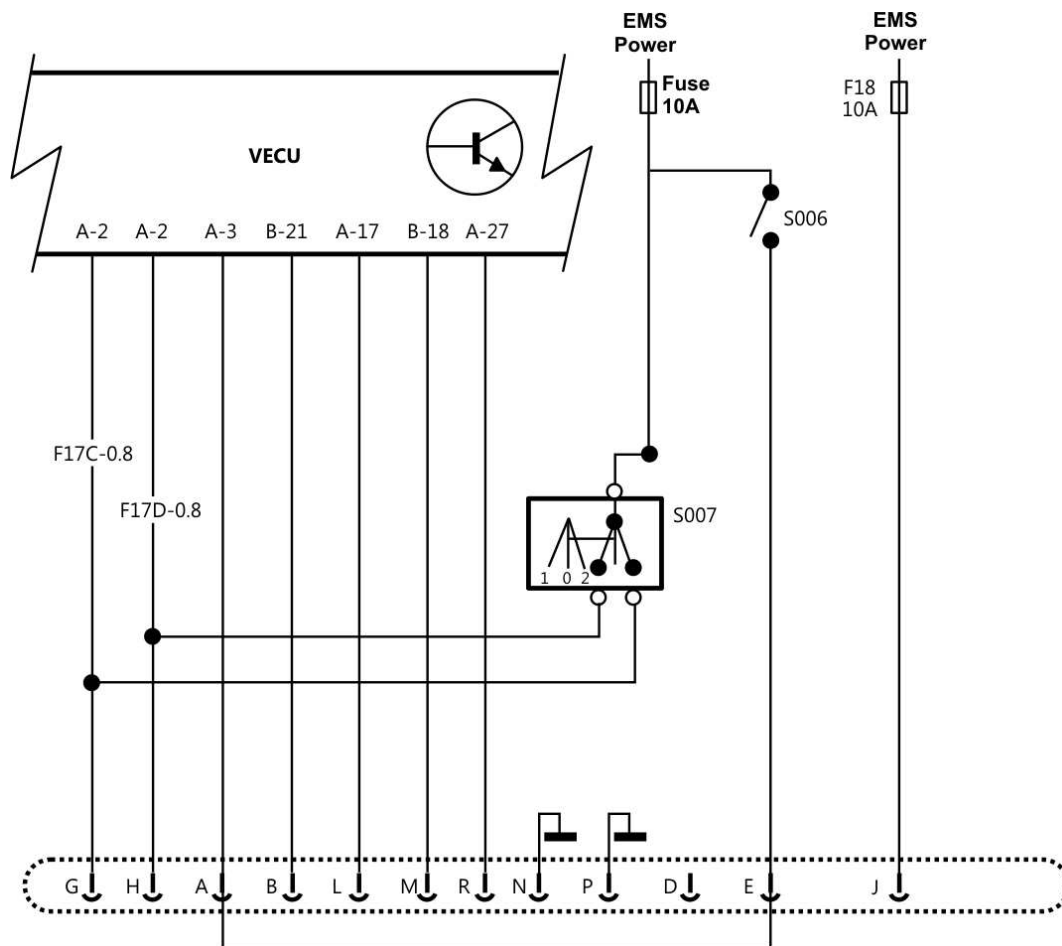 EMS
Power
EMS
Power
Fuse
10A
F18
10A
VECU
A-2 A-2 A-3 B-21 A-17 B-18 A-27
S006
F17C-0.8
F17D-0.8
S007
1 0 2
G H A B L M R N P D E J